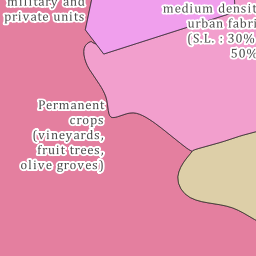 military and
private units
medium densit
urban fabri
(S.L. : 30%
50%
Permanent
crops
(vineyards,
fruit trees,
olive groves)